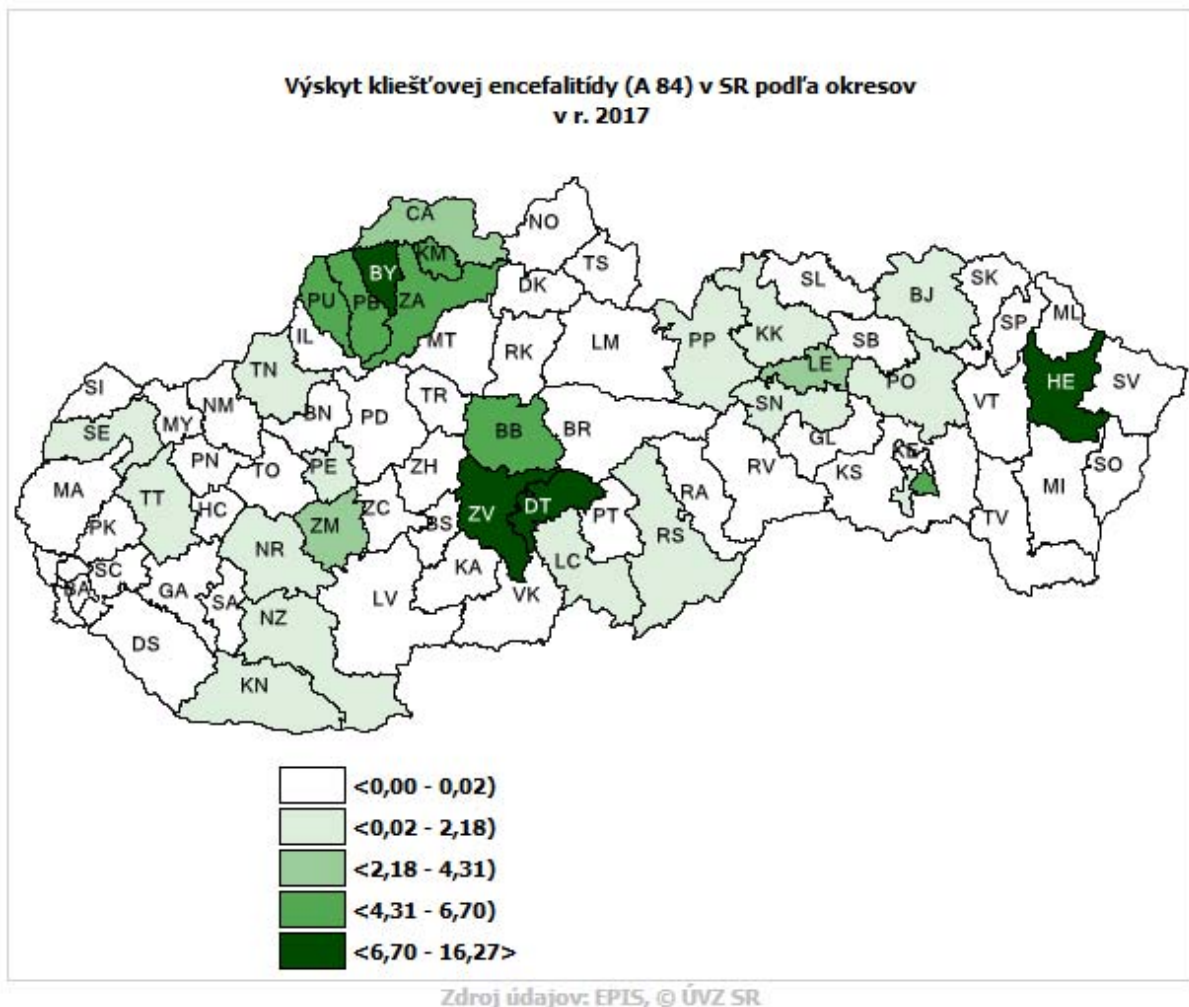 Výskyt kliešťovej encefalitídy (A 84) v SR podľa okresov
v r. 2017
CA
NO
KM
BY
TS
SL
SK
DK
PU
PB
ZA
BJ
ML
SP
KK
IL
MT
RK
LM
PP
SB
LE
TN
PO
HE
SV
SI
TR
VT
NM
BN
PD
SN
MY
SE
BB
BR
GL
PN
TO
PE
ZH
RV
KS
KE
SO
MA
TT
HC
ZM
ZC
ZV
DT
PT
RA
MI
PK
BS
TV
NR
RS
SC
KA
LC
BA
GA
SA
LV
VK
NZ
DS
KN
<0,00 - 0,02)
<0,02 - 2,18)
<2,18 - 4,31)
<4,31 - 6,70)
<6,70 - 16,27>
Zdroj údajov: EPIS, © ÚVZ SR